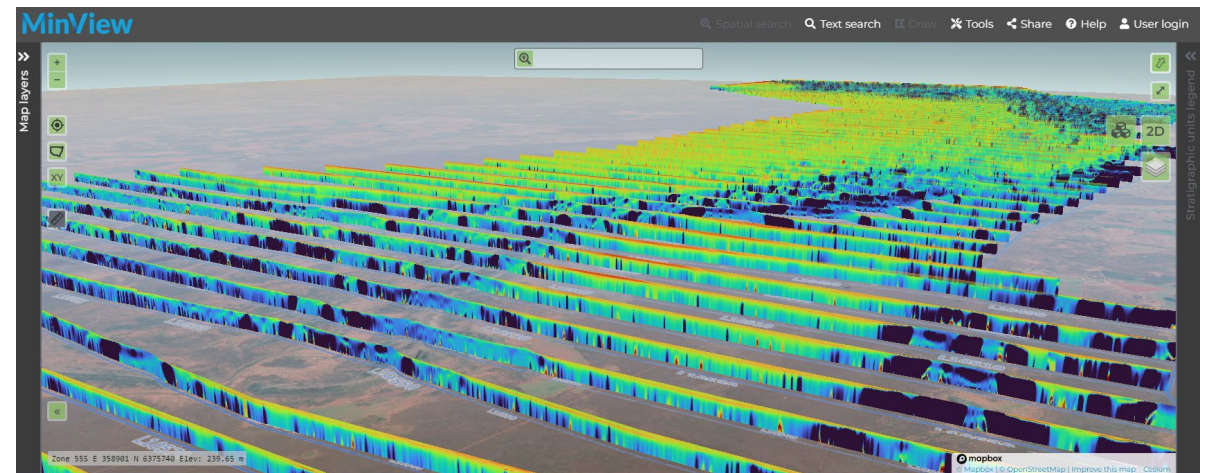 MinView
Spatial search
Text search
Draw
Tools
Share
Help
User login
Map layers
+
−
XY
2D
Stratigraphic units legend
Zone 55S E 358901 N 6375740 Elev: 239.65 m
mapbox
© Mapbox | © OpenStreetMap | Improve this map Cesium